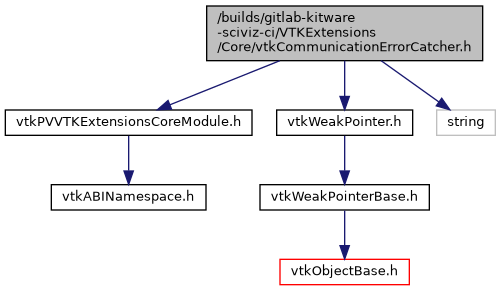 /builds/gitlab-kitware
-sciviz-ci/VTKExtensions
/Core/vtkCommunicationErrorCatcher.h
vtkPVVTKExtensionsCoreModule.h
vtkWeakPointer.h
string
vtkABINamespace.h
vtkWeakPointerBase.h
vtkObjectBase.h